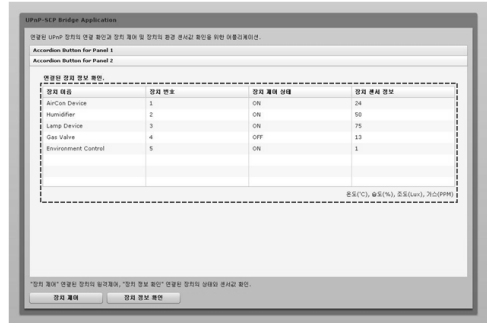 UPnP-SCP Bridge Application
연결된 UPnP 장치의 연결 확인과 장치 제어 및 장치의 환경 센서값 확인을 위한 어플리케이션.
Accordion Button for Panel 1
Accordion Button for Panel 2
연결된 장치 정보 확인.
장치 이름 장치 번호 장치 제어 상태 장치 센서 정보
AirCon Device 1 ON 24
Humidifier 2 ON 50
Lamp Device 3 ON 75
Gas Valve 4 OFF 13
Environment Control 5 ON 1
온도(℃), 습도(%), 조도(Lux), 가스(PPM)
"장치 제어" 연결된 장치의 원격제어, "장치 정보 확인" 연결된 장치의 상태와 센서값 확인.
장치 제어 장치 정보 확인